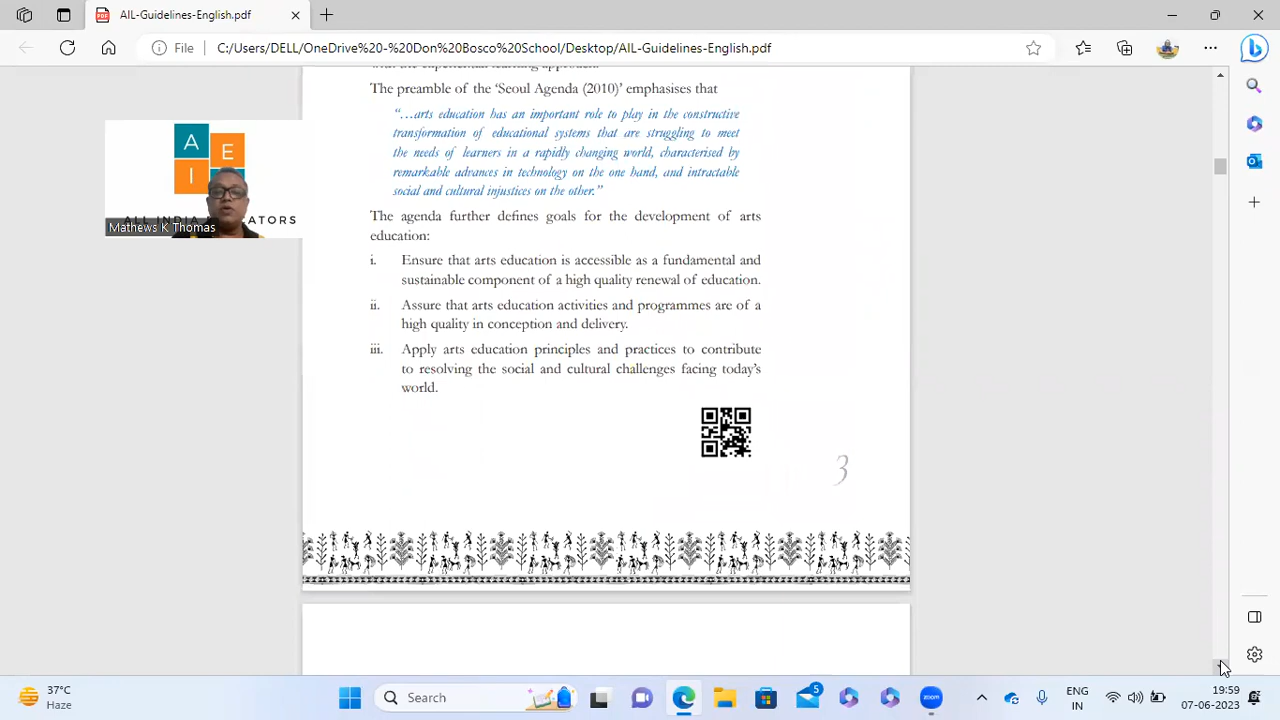 AIL-Guidelines-English.pdf
File
C:/Users/DELL/OneDrive%20-%20Don%20Bosco%20School/Desktop/AIL-Guidelines-English.pdf
The preamble of the ‘Seoul Agenda (2010)’ emphasises that
“…arts education has an important role to play in the constructive
transformation of educational systems that are struggling to meet
the needs of learners in a rapidly changing world, characterised by
remarkable advances in technology on the one hand, and intractable
social and cultural injustices on the other.”
The agenda further defines goals for the development of arts
education:
i. Ensure that arts education is accessible as a fundamental and
sustainable component of a high quality renewal of education.
ii. Assure that arts education activities and programmes are of a
high quality in conception and delivery.
iii. Apply arts education principles and practices to contribute
to resolving the social and cultural challenges facing today’s
world.
3
A
E
I
ALL INDIA
ATORS
Mathews K Thomas
37°C
Haze
Search
5
zoom
ENG
IN
19:59
07-06-2023